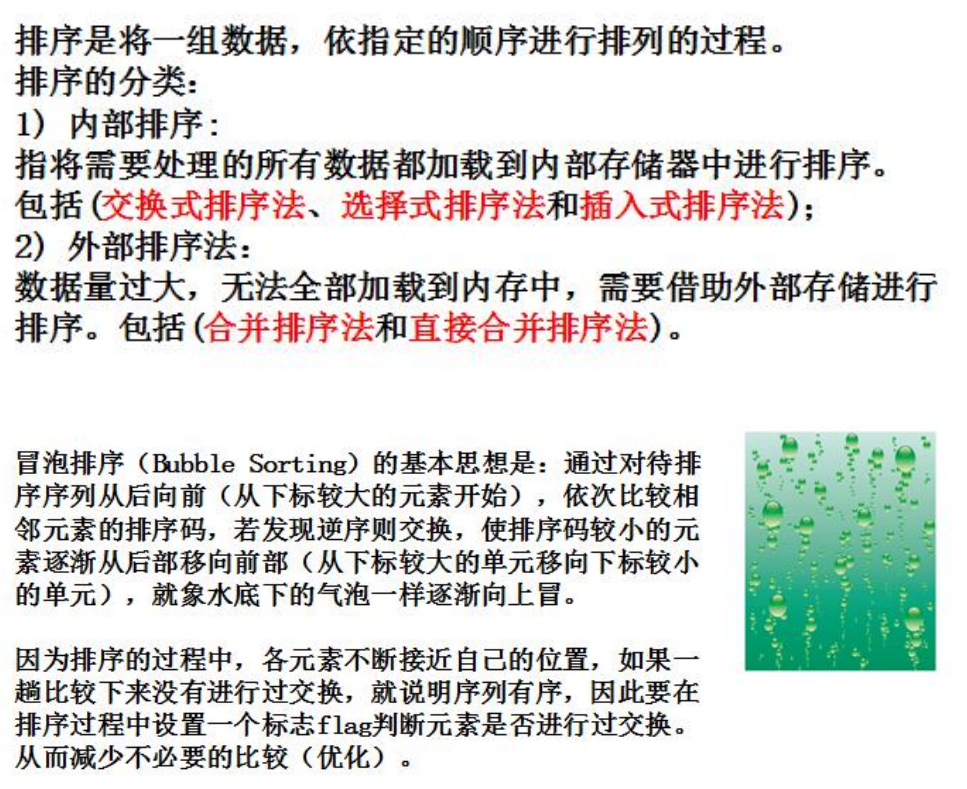 排序是将一组数据，依指定的顺序进行排列的过程。
排序的分类：
1) 内部排序：
指将需要处理的所有数据都加载到内部存储器中进行排序。
包括(交换式排序法、选择式排序法和插入式排序法)；
2) 外部排序法：
数据量过大，无法全部加载到内存中，需要借助外部存储进行
排序。包括(合并排序法和直接合并排序法)。
冒泡排序（Bubble Sorting）的基本思想是：通过对待排
序序列从后向前（从下标较大的元素开始），依次比较相
邻元素的排序码，若发现逆序则交换，使排序码较小的元
素逐渐从后部移向前部（从下标较大的单元移向下标较小
的单元），就象水底下的气泡一样逐渐向上冒。
因为排序的过程中，各元素不断接近自己的位置，如果一
趟比较下来没有进行过交换，就说明序列有序，因此要在
排序过程中设置一个标志flag判断元素是否进行过交换。
从而减少不必要的比较（优化）。